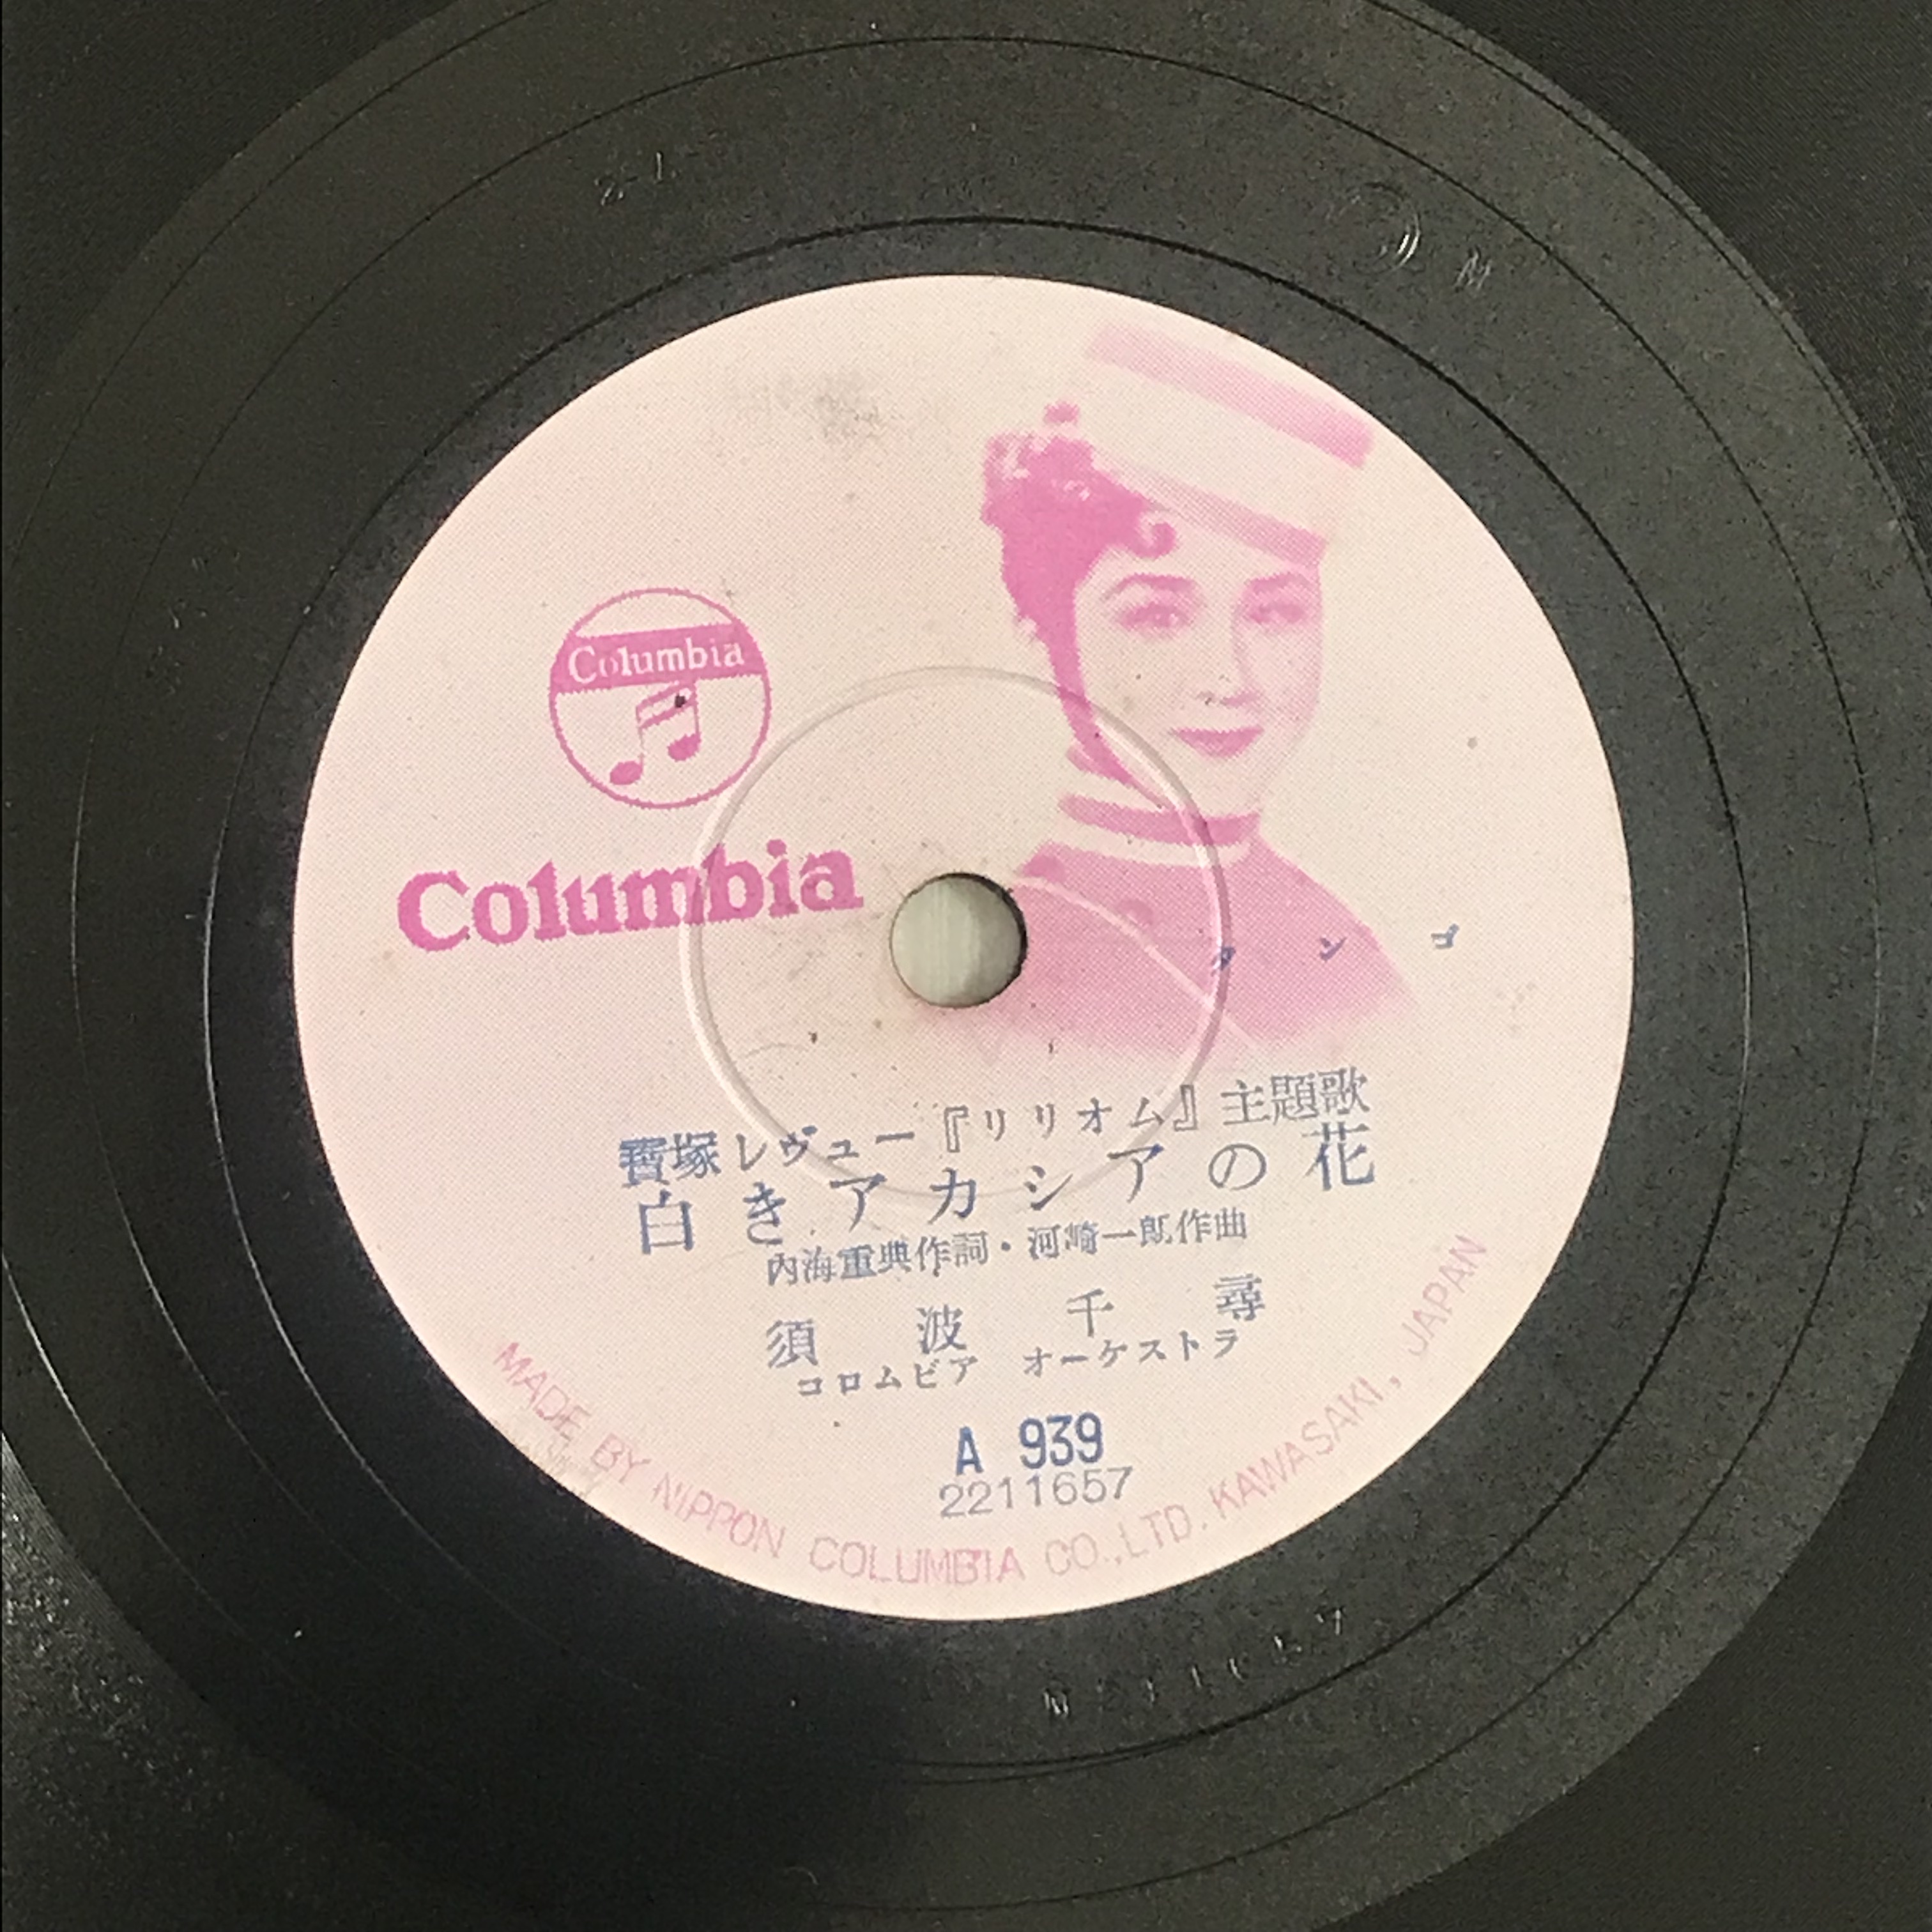 Columbia
Columbia
タンゴ
寶塚レヴュー『リリオム』主題歌
白きアカシアの花
内海重典作詞・河崎一郎作曲
須波千尋
コロムビア オーケストラ
A 939
2211657
MADE BY NIPPON COLUMBIA CO.,LTD. KAWASAKI, JAPAN